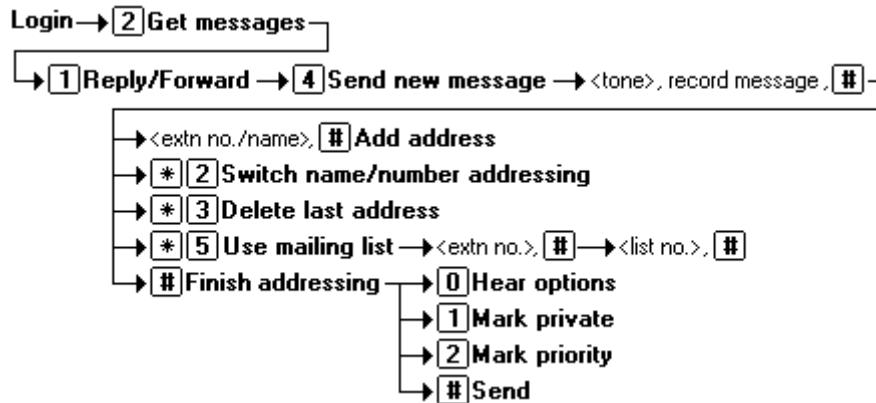 Login 2 Get messages
1 Reply/Forward 4 Send new message <tone>, record message , #
<extn no./name>, # Add address
* 2 Switch name/number addressing
* 3 Delete last address
* 5 Use mailing list <extn no.>, # <list no.>, #
# Finish addressing 0 Hear options
1 Mark private
2 Mark priority
# Send